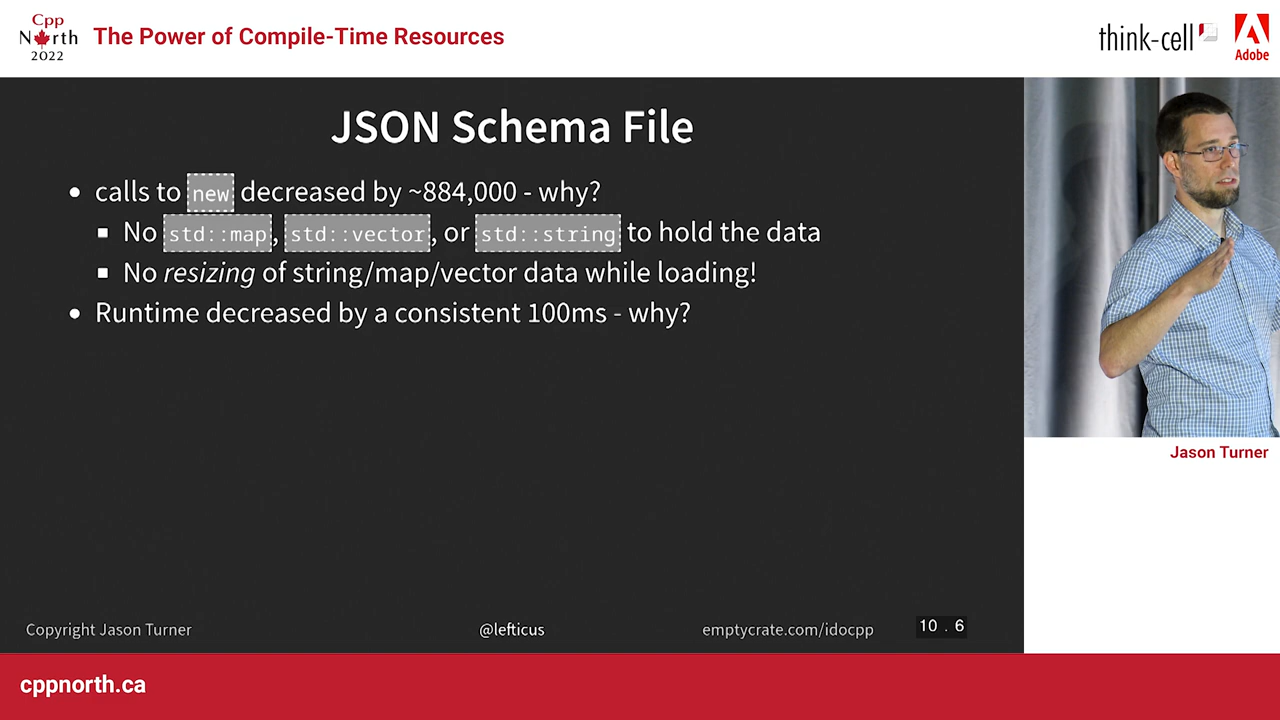 Cpp
North
2022
The Power of Compile-Time Resources
think-cell
Adobe
JSON Schema File
calls to new decreased by ~884,000 - why?
No std::map, std::vector, or std::string to hold the data
No resizing of string/map/vector data while loading!
Runtime decreased by a consistent 100ms - why?
Jason Turner
Copyright Jason Turner
@lefticus
emptycrate.com/idocpp
10 . 6
cppnorth.ca